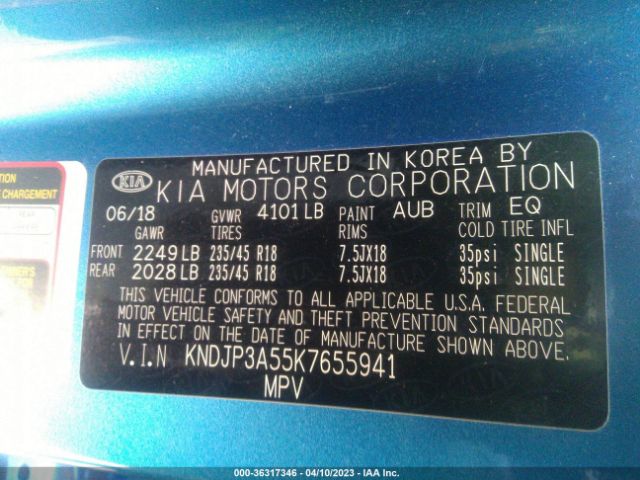 MANUFACTURED IN KOREA BY
KIA KIA MOTORS CORPORATION
06/18 GVWR 4101 LB PAINT AUB TRIM EQ
GAWR TIRES RIMS COLD TIRE INFL
FRONT 2249 LB 235/45 R18 7.5JX18 35psi SINGLE
REAR 2028 LB 235/45 R18 7.5JX18 35psi SINGLE
THIS VEHICLE CONFORMS TO ALL APPLICABLE U.S.A. FEDERAL
MOTOR VEHICLE SAFETY AND THEFT PREVENTION STANDARDS
IN EFFECT ON THE DATE OF MANUFACTURE SHOWN ABOVE.
V.I.N KNDJP3A55K7655941
MPV
CHARGEMENT
000-36317346 - 04/10/2023 - IAA Inc.